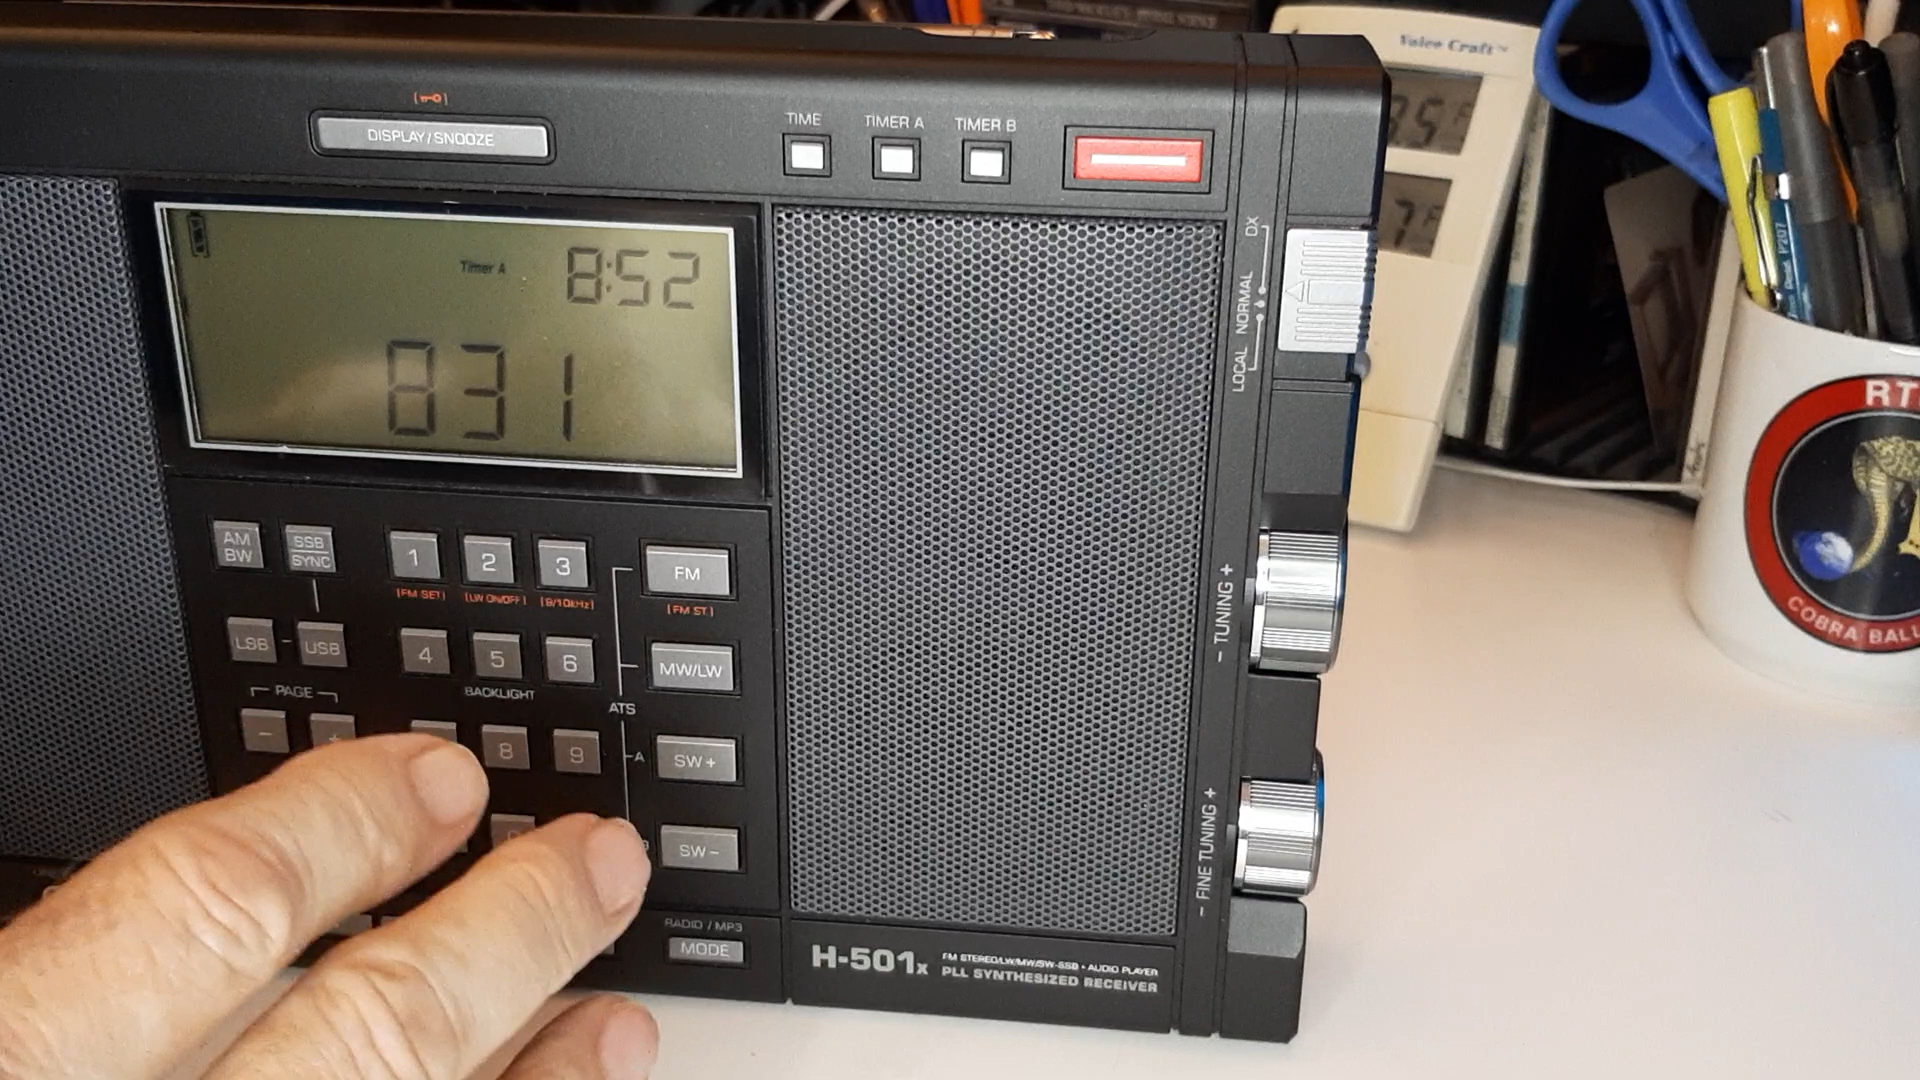 Voice Craft™
DISPLAY/SNOOZE
TIME
TIMER A
TIMER B
Timer A
8:52
831
DX
NORMAL
LOCAL
AM
BW
SSB
SYNC
1
2
3
FM
[FM SET]
[LW ON/OFF]
[9/10kHz]
[FM ST.]
LSB
-
USB
4
5
6
MW/LW
BACKLIGHT
PAGE
ATS
-
+
8
9
A
SW+
SW-
RADIO / MP3
MODE
- TUNING +
- FINE TUNING +
H-501x
FM STEREO/LW/MW/SW-SSB • AUDIO PLAYER
PLL SYNTHESIZED RECEIVER
P207
COBRA BALL